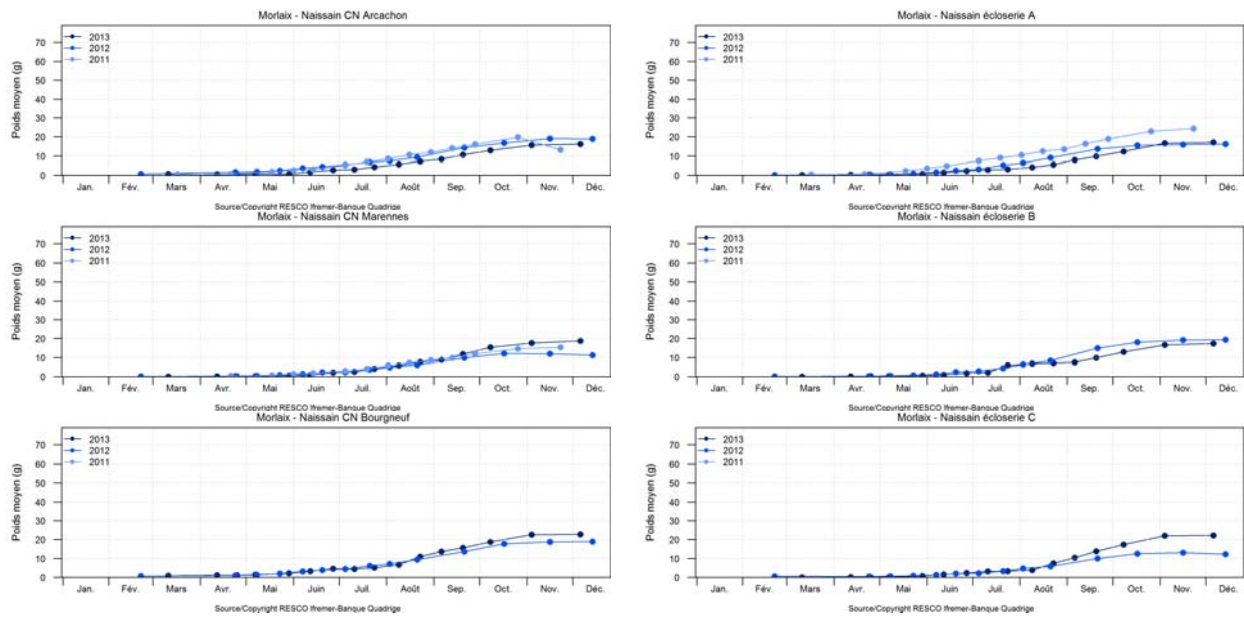 Morlaix - Naissain CN Arcachon
Poids moyen (g)
70
60
50
40
30
20
10
0
2013
2012
2011
Jan. Fév. Mars Avr. Mai Juin Juil. Août Sep. Oct. Nov. Déc.
Source/Copyright RESCO Ifremer-Banque Quadrige
Morlaix - Naissain écloserie A
Poids moyen (g)
70
60
50
40
30
20
10
0
2013
2012
2011
Jan. Fév. Mars Avr. Mai Juin Juil. Août Sep. Oct. Nov. Déc.
Source/Copyright RESCO Ifremer-Banque Quadrige
Morlaix - Naissain CN Marennes
Poids moyen (g)
70
60
50
40
30
20
10
0
2013
2012
2011
Jan. Fév. Mars Avr. Mai Juin Juil. Août Sep. Oct. Nov. Déc.
Source/Copyright RESCO Ifremer-Banque Quadrige
Morlaix - Naissain écloserie B
Poids moyen (g)
70
60
50
40
30
20
10
0
2013
2012
2011
Jan. Fév. Mars Avr. Mai Juin Juil. Août Sep. Oct. Nov. Déc.
Source/Copyright RESCO Ifremer-Banque Quadrige
Morlaix - Naissain CN Bourgneuf
Poids moyen (g)
70
60
50
40
30
20
10
0
2013
2012
2011
Jan. Fév. Mars Avr. Mai Juin Juil. Août Sep. Oct. Nov. Déc.
Source/Copyright RESCO Ifremer-Banque Quadrige
Morlaix - Naissain écloserie C
Poids moyen (g)
70
60
50
40
30
20
10
0
2013
2012
2011
Jan. Fév. Mars Avr. Mai Juin Juil. Août Sep. Oct. Nov. Déc.
Source/Copyright RESCO Ifremer-Banque Quadrige